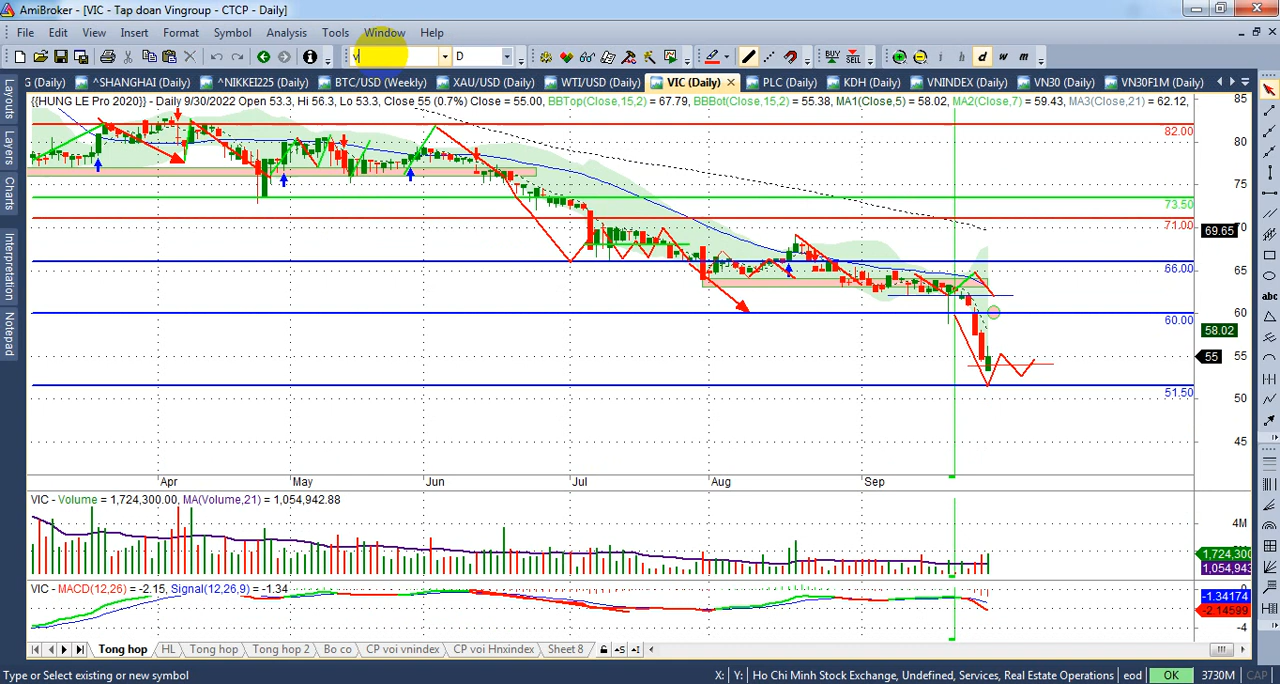 AmiBroker - [VIC - Tap doan Vingroup - CTCP - Daily]
File Edit View Insert Format Symbol Analysis Tools Window Help
v D i h d w m
BUY SELL
G (Daily) ^SHANGHAI (Daily) ^NIKKEI225 (Daily) BTC/USD (Weekly) XAU/USD (Daily) WTI/USD (Daily) VIC (Daily) PLC (Daily) KDH (Daily) VNINDEX (Daily) VN30 (Daily) VN30F1M (Daily)
{{HUNG LE Pro 2020}} - Daily 9/30/2022 Open 53.3, Hi 56.3, Lo 53.3, Close 55 (0.7%) Close = 55.00, BBTop(Close,15,2) = 67.79, BBBot(Close,15,2) = 55.38, MA1(Close,5) = 58.02, MA2(Close,7) = 59.43, MA3(Close,21) = 62.12,
Layouts
Layers
Charts
Interpretation
Notepad
abc
85
82.00
80
75
73.50
71.00
69.65
70
66.00
65
60.00
60
58.02
55
55
51.50
50
45
Apr May Jun Jul Aug Sep
VIC - Volume = 1,724,300.00, MA(Volume,21) = 1,054,942.88
4M
1,724,300
1,054,943
VIC - MACD(12,26) = -2.15, Signal(12,26,9) = -1.34
0
-1.34174
-2.14599
-4
Tong hop HL Tong hop Tong hop 2 Bo co CP voi vnindex CP voi Hnxindex Sheet 8
Type or Select existing or new symbol X: Y: Ho Chi Minh Stock Exchange, Undefined, Services, Real Estate Operations eod OK 3730M CAP